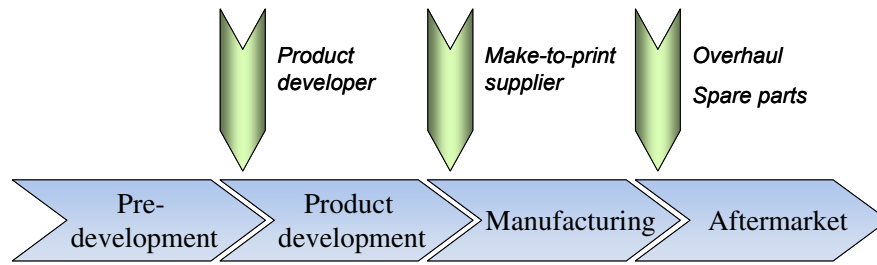 Product
developer
Make-to-print
supplier
Overhaul
Spare parts
Pre-
development
Product
development
Manufacturing
Aftermarket